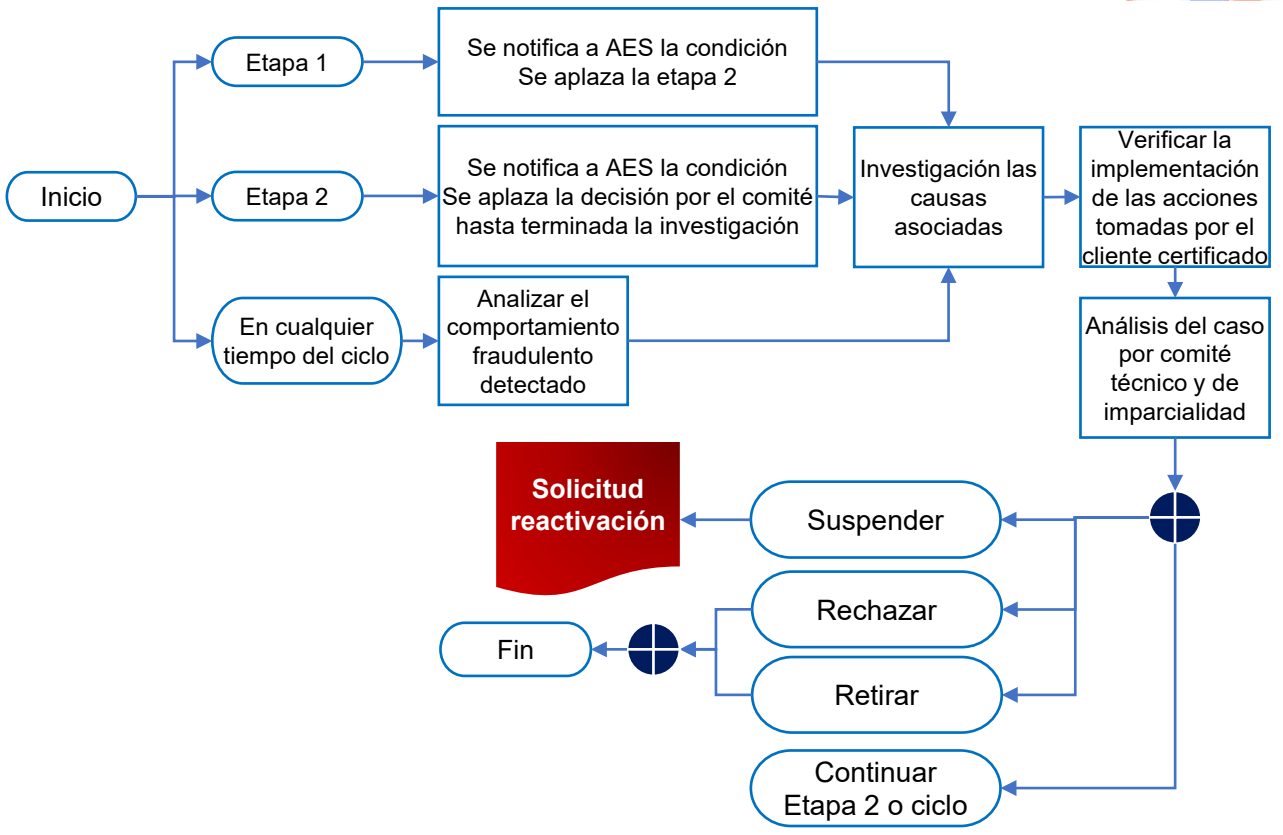 Etapa 1
Se notifica a AES la condición
Se aplaza la etapa 2
Inicio
Etapa 2
Se notifica a AES la condición
Se aplaza la decisión por el comité
hasta terminada la investigación
Investigación las
causas
asociadas
Verificar la
implementación
de las acciones
tomadas por el
cliente certificado
En cualquier
tiempo del ciclo
Analizar el
comportamiento
fraudulento
detectado
Análisis del caso
por comité
técnico y de
imparcialidad
Solicitud
reactivación
Suspender
Rechazar
Fin
Retirar
Continuar
Etapa 2 o ciclo